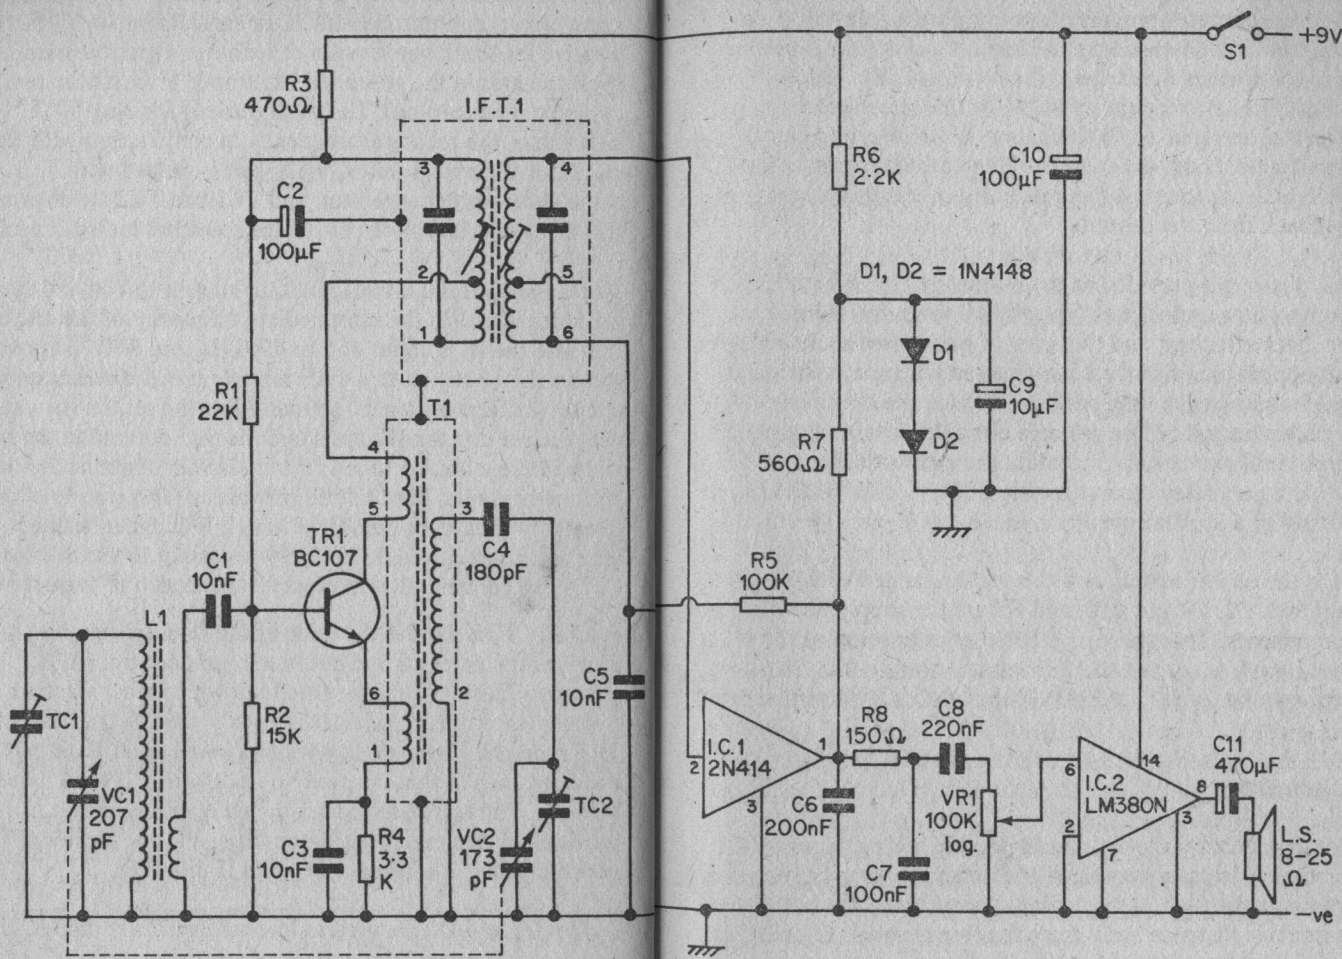 S1
+9V
R3
470Ω
I.F.T.1
3
4
C2
100µF
2
5
1
6
R6
2·2K
C10
100µF
D1, D2 = 1N4148
D1
C9
10µF
D2
R7
560Ω
R1
22K
T1
4
5
3
C4
180pF
TR1
BC107
C1
10nF
L1
R5
100K
TC1
VC1
207
pF
R2
15K
6
2
1
C5
10nF
C3
10nF
R4
3·3
K
VC2
173
pF
TC2
2
I.C.1
2N414
1
3
R8
150Ω
C8
220nF
C6
200nF
C7
100nF
VR1
100K
log.
6
14
I.C.2
LM380N
8
2
7
3
C11
470µF
L.S.
8-25
Ω
-ve